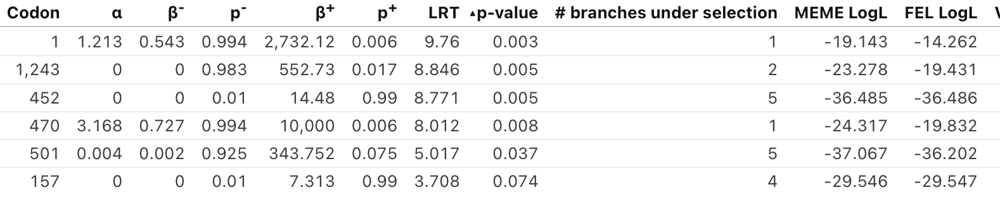 Codon α β⁻ p⁻ β⁺ p⁺ LRT ▴p-value # branches under selection MEME LogL FEL LogL
1 1.213 0.543 0.994 2,732.12 0.006 9.76 0.003 1 -19.143 -14.262
1,243 0 0 0.983 552.73 0.017 8.846 0.005 2 -23.278 -19.431
452 0 0 0.01 14.48 0.99 8.771 0.005 5 -36.485 -36.486
470 3.168 0.727 0.994 10,000 0.006 8.012 0.008 1 -24.317 -19.832
501 0.004 0.002 0.925 343.752 0.075 5.017 0.037 5 -37.067 -36.202
157 0 0 0.01 7.313 0.99 3.708 0.074 4 -29.546 -29.547